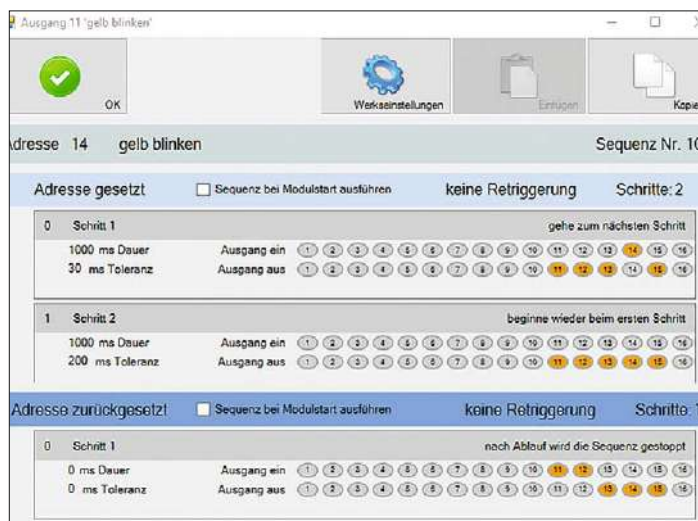 Ausgang 11 'gelb blinken'
OK Werkseinstellungen Einfügen Kopie
Adresse 14 gelb blinken Sequenz Nr. 10
Adresse gesetzt Sequenz bei Modulstart ausführen keine Retriggerung Schritte: 2
0 Schritt 1 gehe zum nächsten Schritt
1000 ms Dauer Ausgang ein 1 2 3 4 5 6 7 8 9 10 11 12 13 14 15 16
30 ms Toleranz Ausgang aus 1 2 3 4 5 6 7 8 9 10 11 12 13 14 15 16
1 Schritt 2 beginne wieder beim ersten Schritt
1000 ms Dauer Ausgang ein 1 2 3 4 5 6 7 8 9 10 11 12 13 14 15 16
200 ms Toleranz Ausgang aus 1 2 3 4 5 6 7 8 9 10 11 12 13 14 15 16
Adresse zurückgesetzt Sequenz bei Modulstart ausführen keine Retriggerung Schritte: 1
0 Schritt 1 nach Ablauf wird die Sequenz gestoppt
0 ms Dauer Ausgang ein 1 2 3 4 5 6 7 8 9 10 11 12 13 14 15 16
0 ms Toleranz Ausgang aus 1 2 3 4 5 6 7 8 9 10 11 12 13 14 15 16